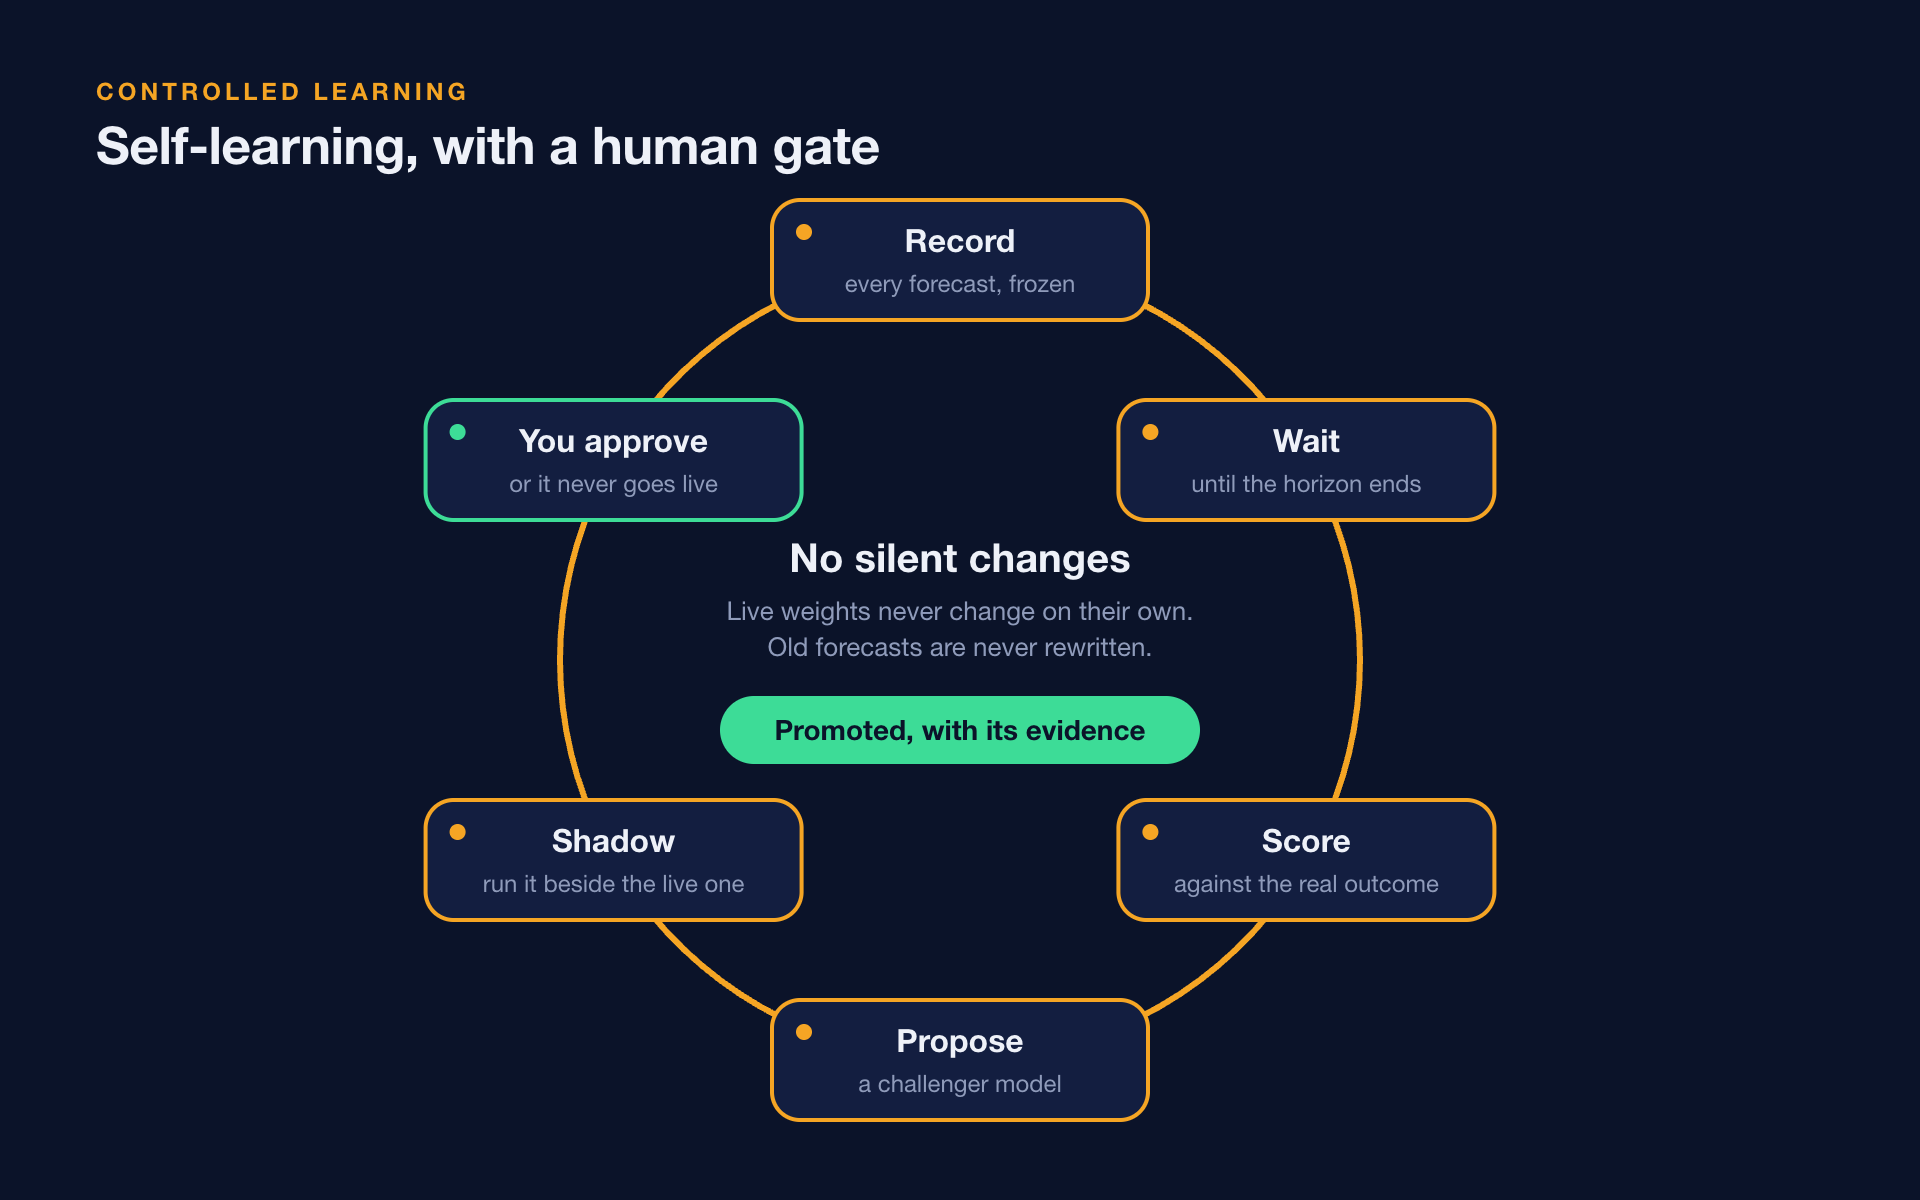 CONTROLLED LEARNING
Self-learning, with a human gate
Record
every forecast, frozen
You approve
or it never goes live
Wait
until the horizon ends
No silent changes
Live weights never change on their own.
Old forecasts are never rewritten.
Promoted, with its evidence
Shadow
run it beside the live one
Score
against the real outcome
Propose
a challenger model